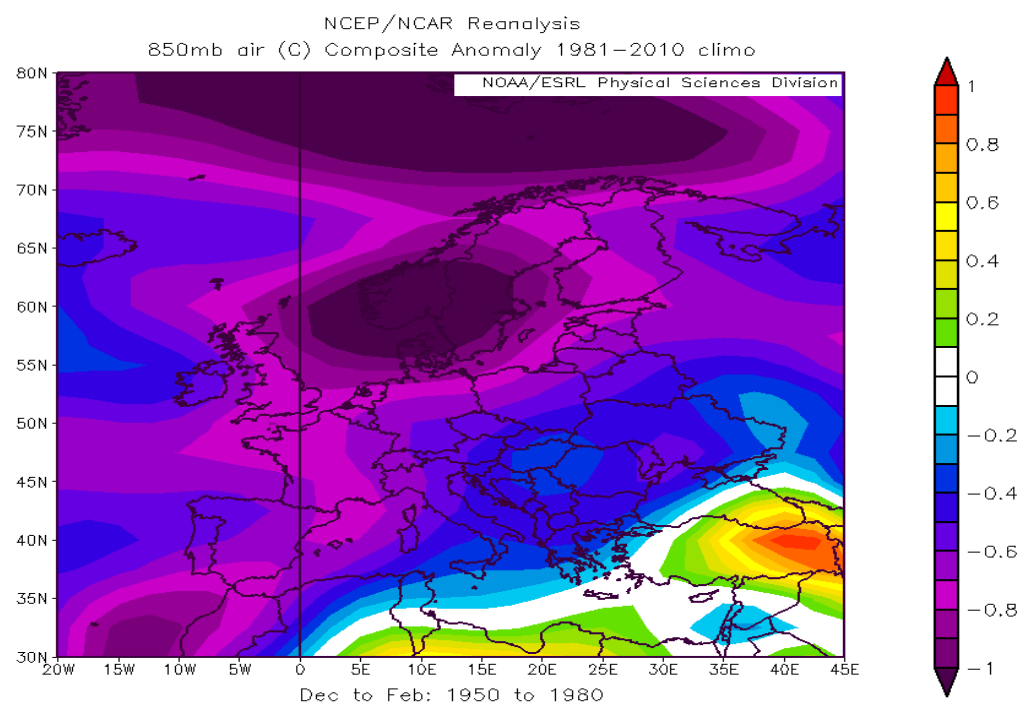 NCEP/NCAR Reanalysis
850mb air (C) Composite Anomaly 1981-2010 climo
NOAA/ESRL Physical Sciences Division
80N
75N
70N
65N
60N
55N
50N
45N
40N
35N
30N
20W 15W 10W 5W 0 5E 10E 15E 20E 25E 30E 35E 40E 45E
Dec to Feb: 1950 to 1980
1
0.8
0.6
0.4
0.2
0
-0.2
-0.4
-0.6
-0.8
-1